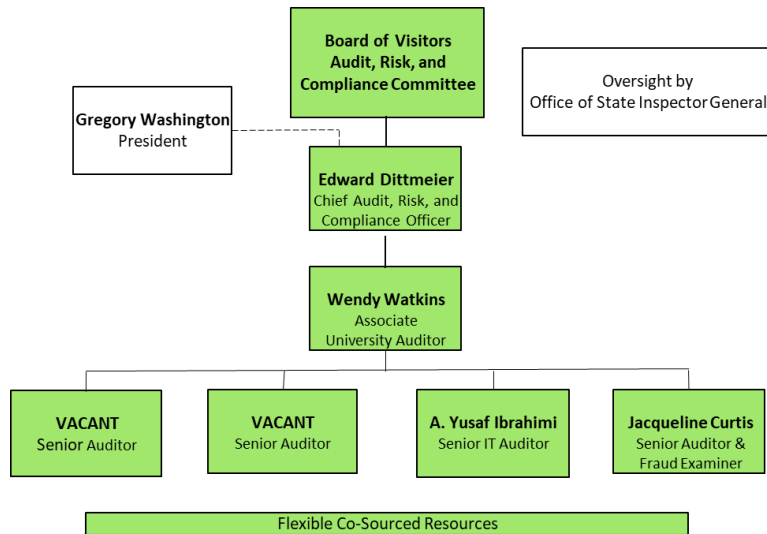 Board of Visitors
Audit, Risk, and
Compliance Committee
Oversight by
Office of State Inspector General
Gregory Washington
President
Edward Dittmeier
Chief Audit, Risk, and
Compliance Officer
Wendy Watkins
Associate
University Auditor
VACANT
Senior Auditor
VACANT
Senior Auditor
A. Yusaf Ibrahimi
Senior IT Auditor
Jacqueline Curtis
Senior Auditor &
Fraud Examiner
Flexible Co-Sourced Resources